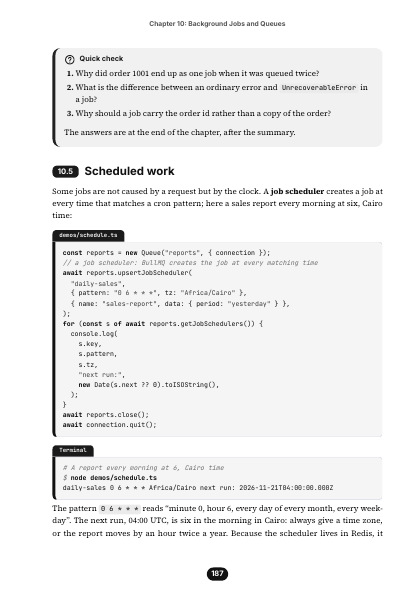 Chapter 10: Background Jobs and Queues
Quick check
1. Why did order 1001 end up as one job when it was queued twice?
2. What is the difference between an ordinary error and UnrecoverableError in
a job?
3. Why should a job carry the order id rather than a copy of the order?
The answers are at the end of the chapter, after the summary.
10.5 Scheduled work
Some jobs are not caused by a request but by the clock. A job scheduler creates a job at
every time that matches a cron pattern; here a sales report every morning at six, Cairo
time:
demos/schedule.ts
const reports = new Queue("reports", { connection });
// a job scheduler: BullMQ creates the job at every matching time
await reports.upsertJobScheduler(
"daily-sales",
{ pattern: "0 6 * * *", tz: "Africa/Cairo" },
{ name: "sales-report", data: { period: "yesterday" } },
);
for (const s of await reports.getJobSchedulers()) {
console.log(
s.key,
s.pattern,
s.tz,
"next run:",
new Date(s.next ?? 0).toISOString(),
);
}
await reports.close();
await connection.quit();
Terminal
# A report every morning at 6, Cairo time
$ node demos/schedule.ts
daily-sales 0 6 * * * Africa/Cairo next run: 2026-11-21T04:00:00.000Z
The pattern 0 6 * * * reads “minute 0, hour 6, every day of every month, every week-
day”. The next run, 04:00 UTC, is six in the morning in Cairo: always give a time zone,
or the report moves by an hour twice a year. Because the scheduler lives in Redis, it
187